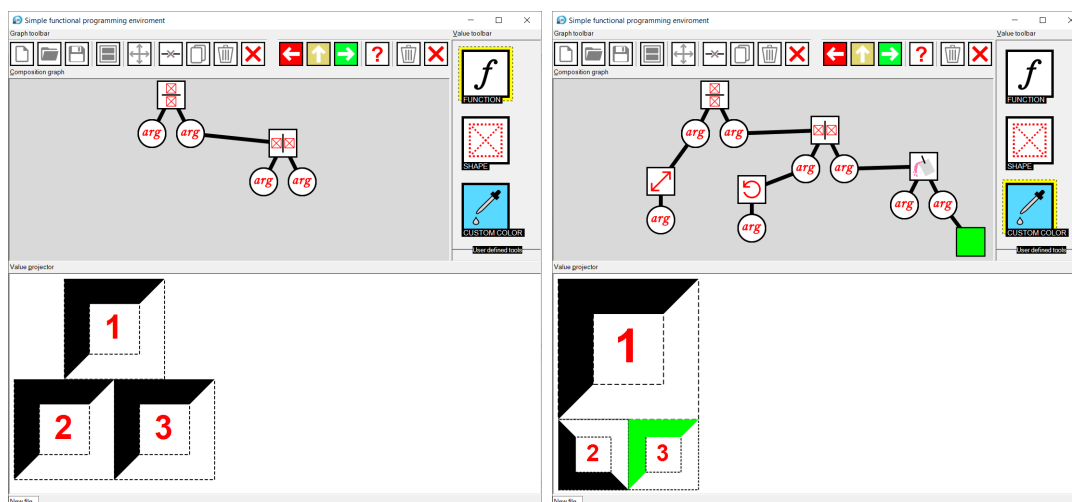 Simple functional programming enviroment
Graph toolbar
Value toolbar
?
Composition graph
f
FUNCTION
arg arg
arg arg
SHAPE
CUSTOM COLOR
User defined tools
Value projector
1
2 3
New file
Simple functional programming enviroment
Graph toolbar
Value toolbar
?
Composition graph
f
FUNCTION
arg arg
arg arg
SHAPE
arg arg arg
arg
CUSTOM COLOR
User defined tools
Value projector
1
2 3
New file